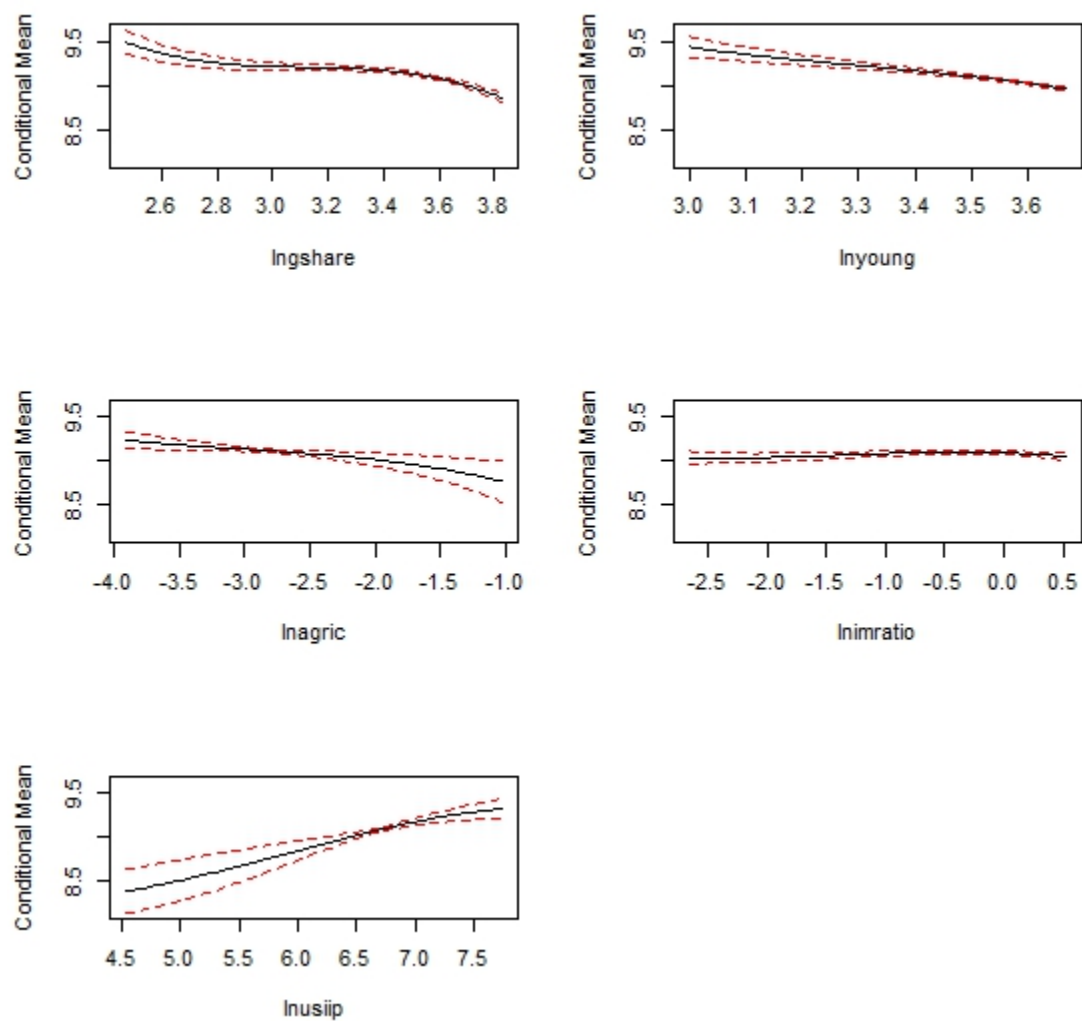 Conditional Mean
9.5
8.5
2.6 2.8 3.0 3.2 3.4 3.6 3.8
lngshare
Conditional Mean
9.5
8.5
3.0 3.1 3.2 3.3 3.4 3.5 3.6
lnyoung
Conditional Mean
9.5
8.5
-4.0 -3.5 -3.0 -2.5 -2.0 -1.5 -1.0
lnagric
Conditional Mean
9.5
8.5
-2.5 -2.0 -1.5 -1.0 -0.5 0.0 0.5
lnimratio
Conditional Mean
9.5
8.5
4.5 5.0 5.5 6.0 6.5 7.0 7.5
lnusiip